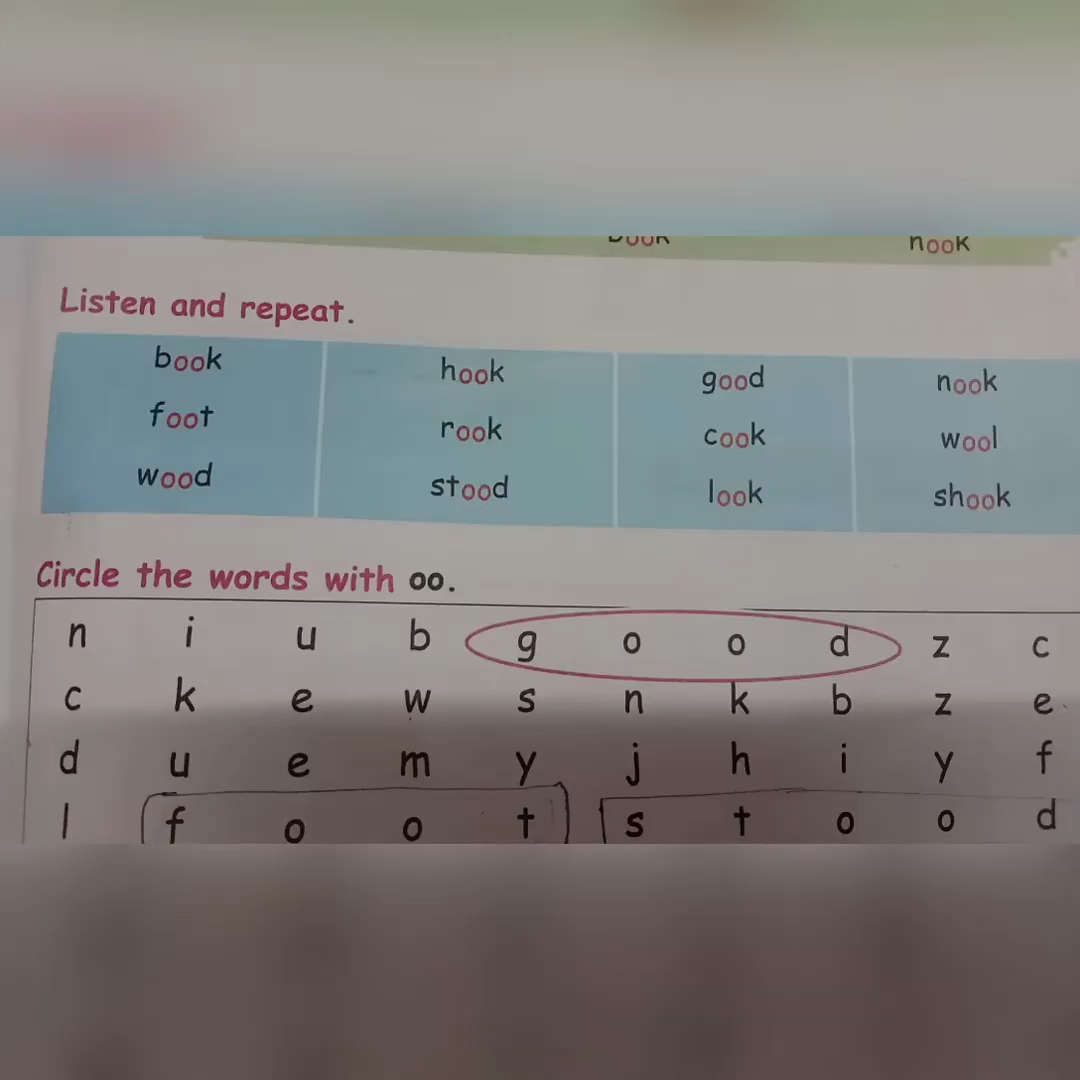 book nook
Listen and repeat.
book hook good nook
foot rook cook wool
wood stood look shook
Circle the words with oo.
n i u b g o o d z c
c k e w s n k b z e
d u e m y j h i y f
l f o o t s t o o d